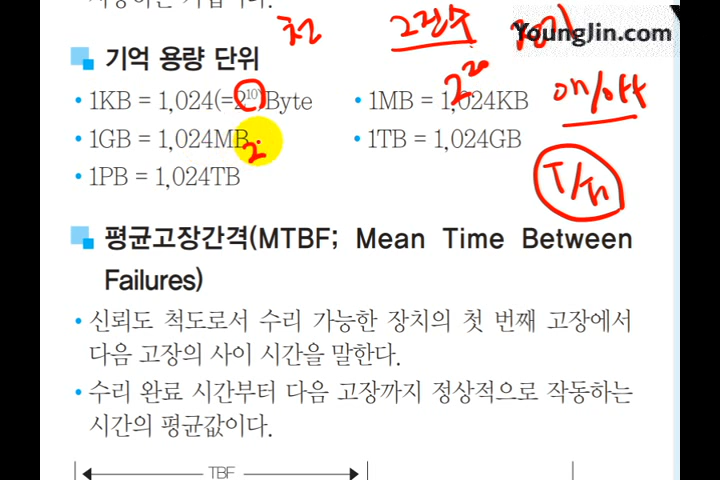 YoungJin.com
2진수
기억 용량 단위
2²⁰
on/off
• 1KB = 1,024(=2¹⁰)Byte • 1MB = 1,024KB
• 1GB = 1,024MB • 1TB = 1,024GB
2
• 1PB = 1,024TB
평균고장간격(MTBF; Mean Time Between
Failures)
• 신뢰도 척도로서 수리 가능한 장치의 첫 번째 고장에서
다음 고장의 사이 시간을 말한다.
• 수리 완료 시간부터 다음 고장까지 정상적으로 작동하는
시간의 평균값이다.
TBF